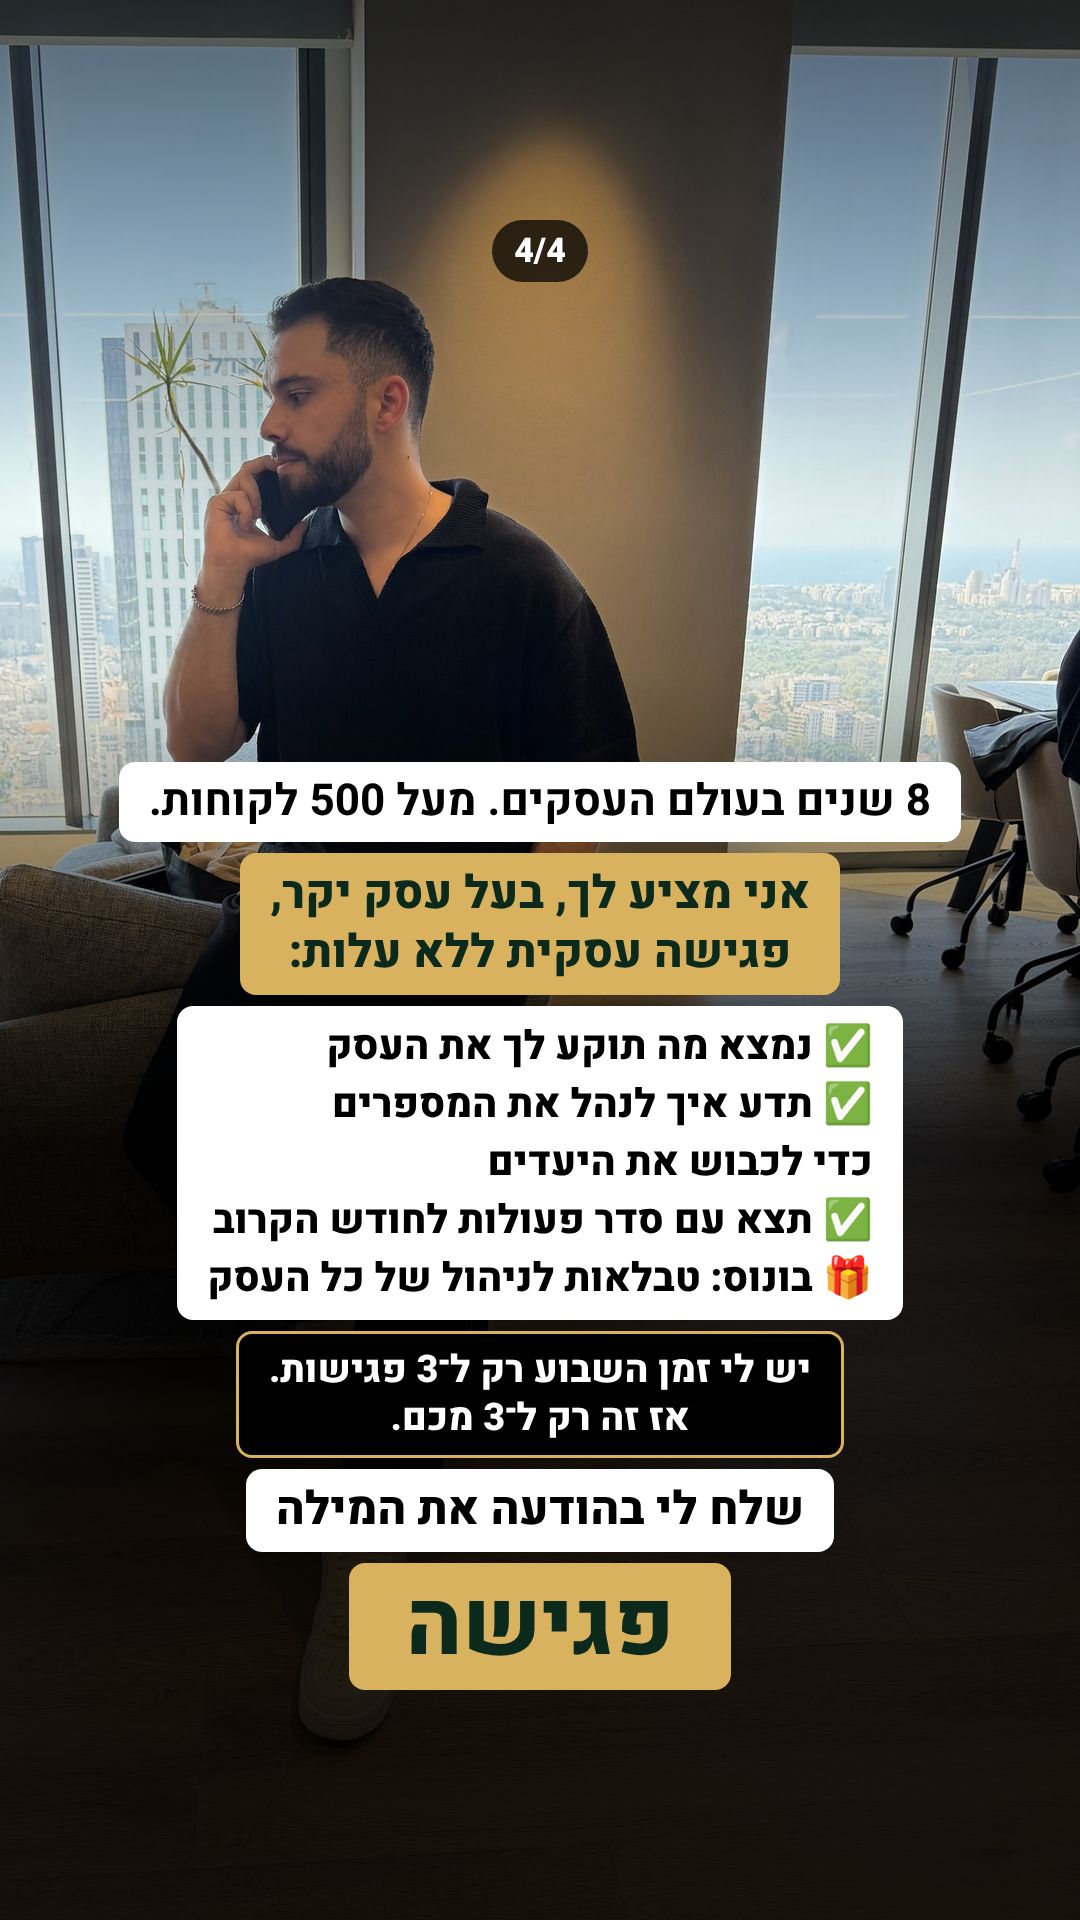 4/4
מגדל
8 שנים בעולם העסקים. מעל 500 לקוחות.
אני מציע לך, בעל עסק יקר,
פגישה עסקית ללא עלות:
✅ נמצא מה תוקע לך את העסק
✅ תדע איך לנהל את המספרים
כדי לכבוש את היעדים
✅ תצא עם סדר פעולות לחודש הקרוב
🎁 בונוס: טבלאות לניהול של כל העסק
יש לי זמן השבוע רק ל־3 פגישות.
אז זה רק ל־3 מכם.
שלח לי בהודעה את המילה
פגישה